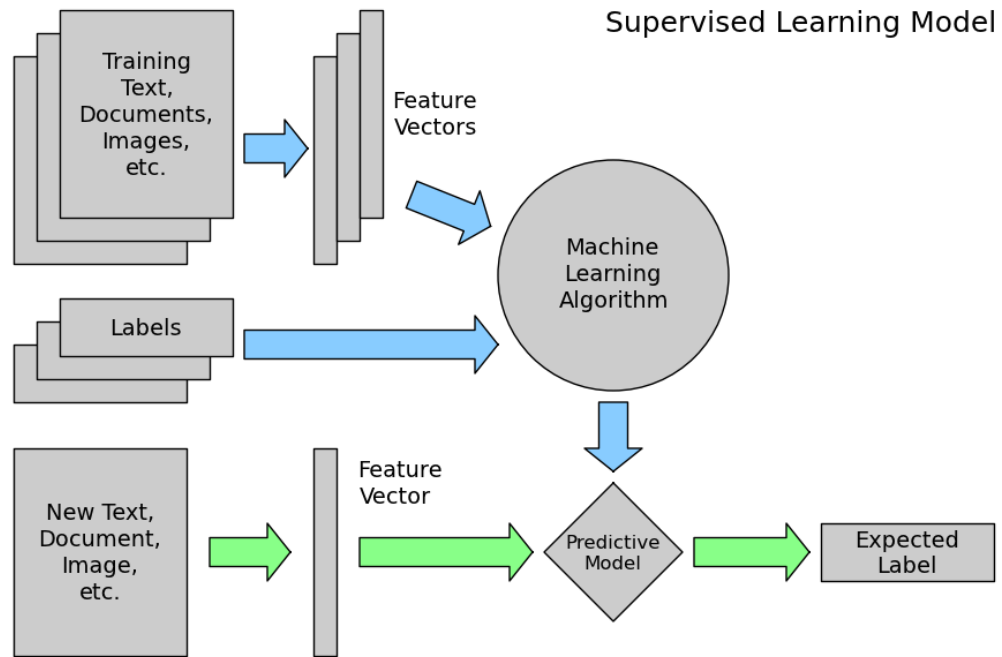 Supervised Learning Model
Training
Text,
Documents,
Images,
etc.
Feature
Vectors
Machine
Learning
Algorithm
Labels
New Text,
Document,
Image,
etc.
Feature
Vector
Predictive
Model
Expected
Label